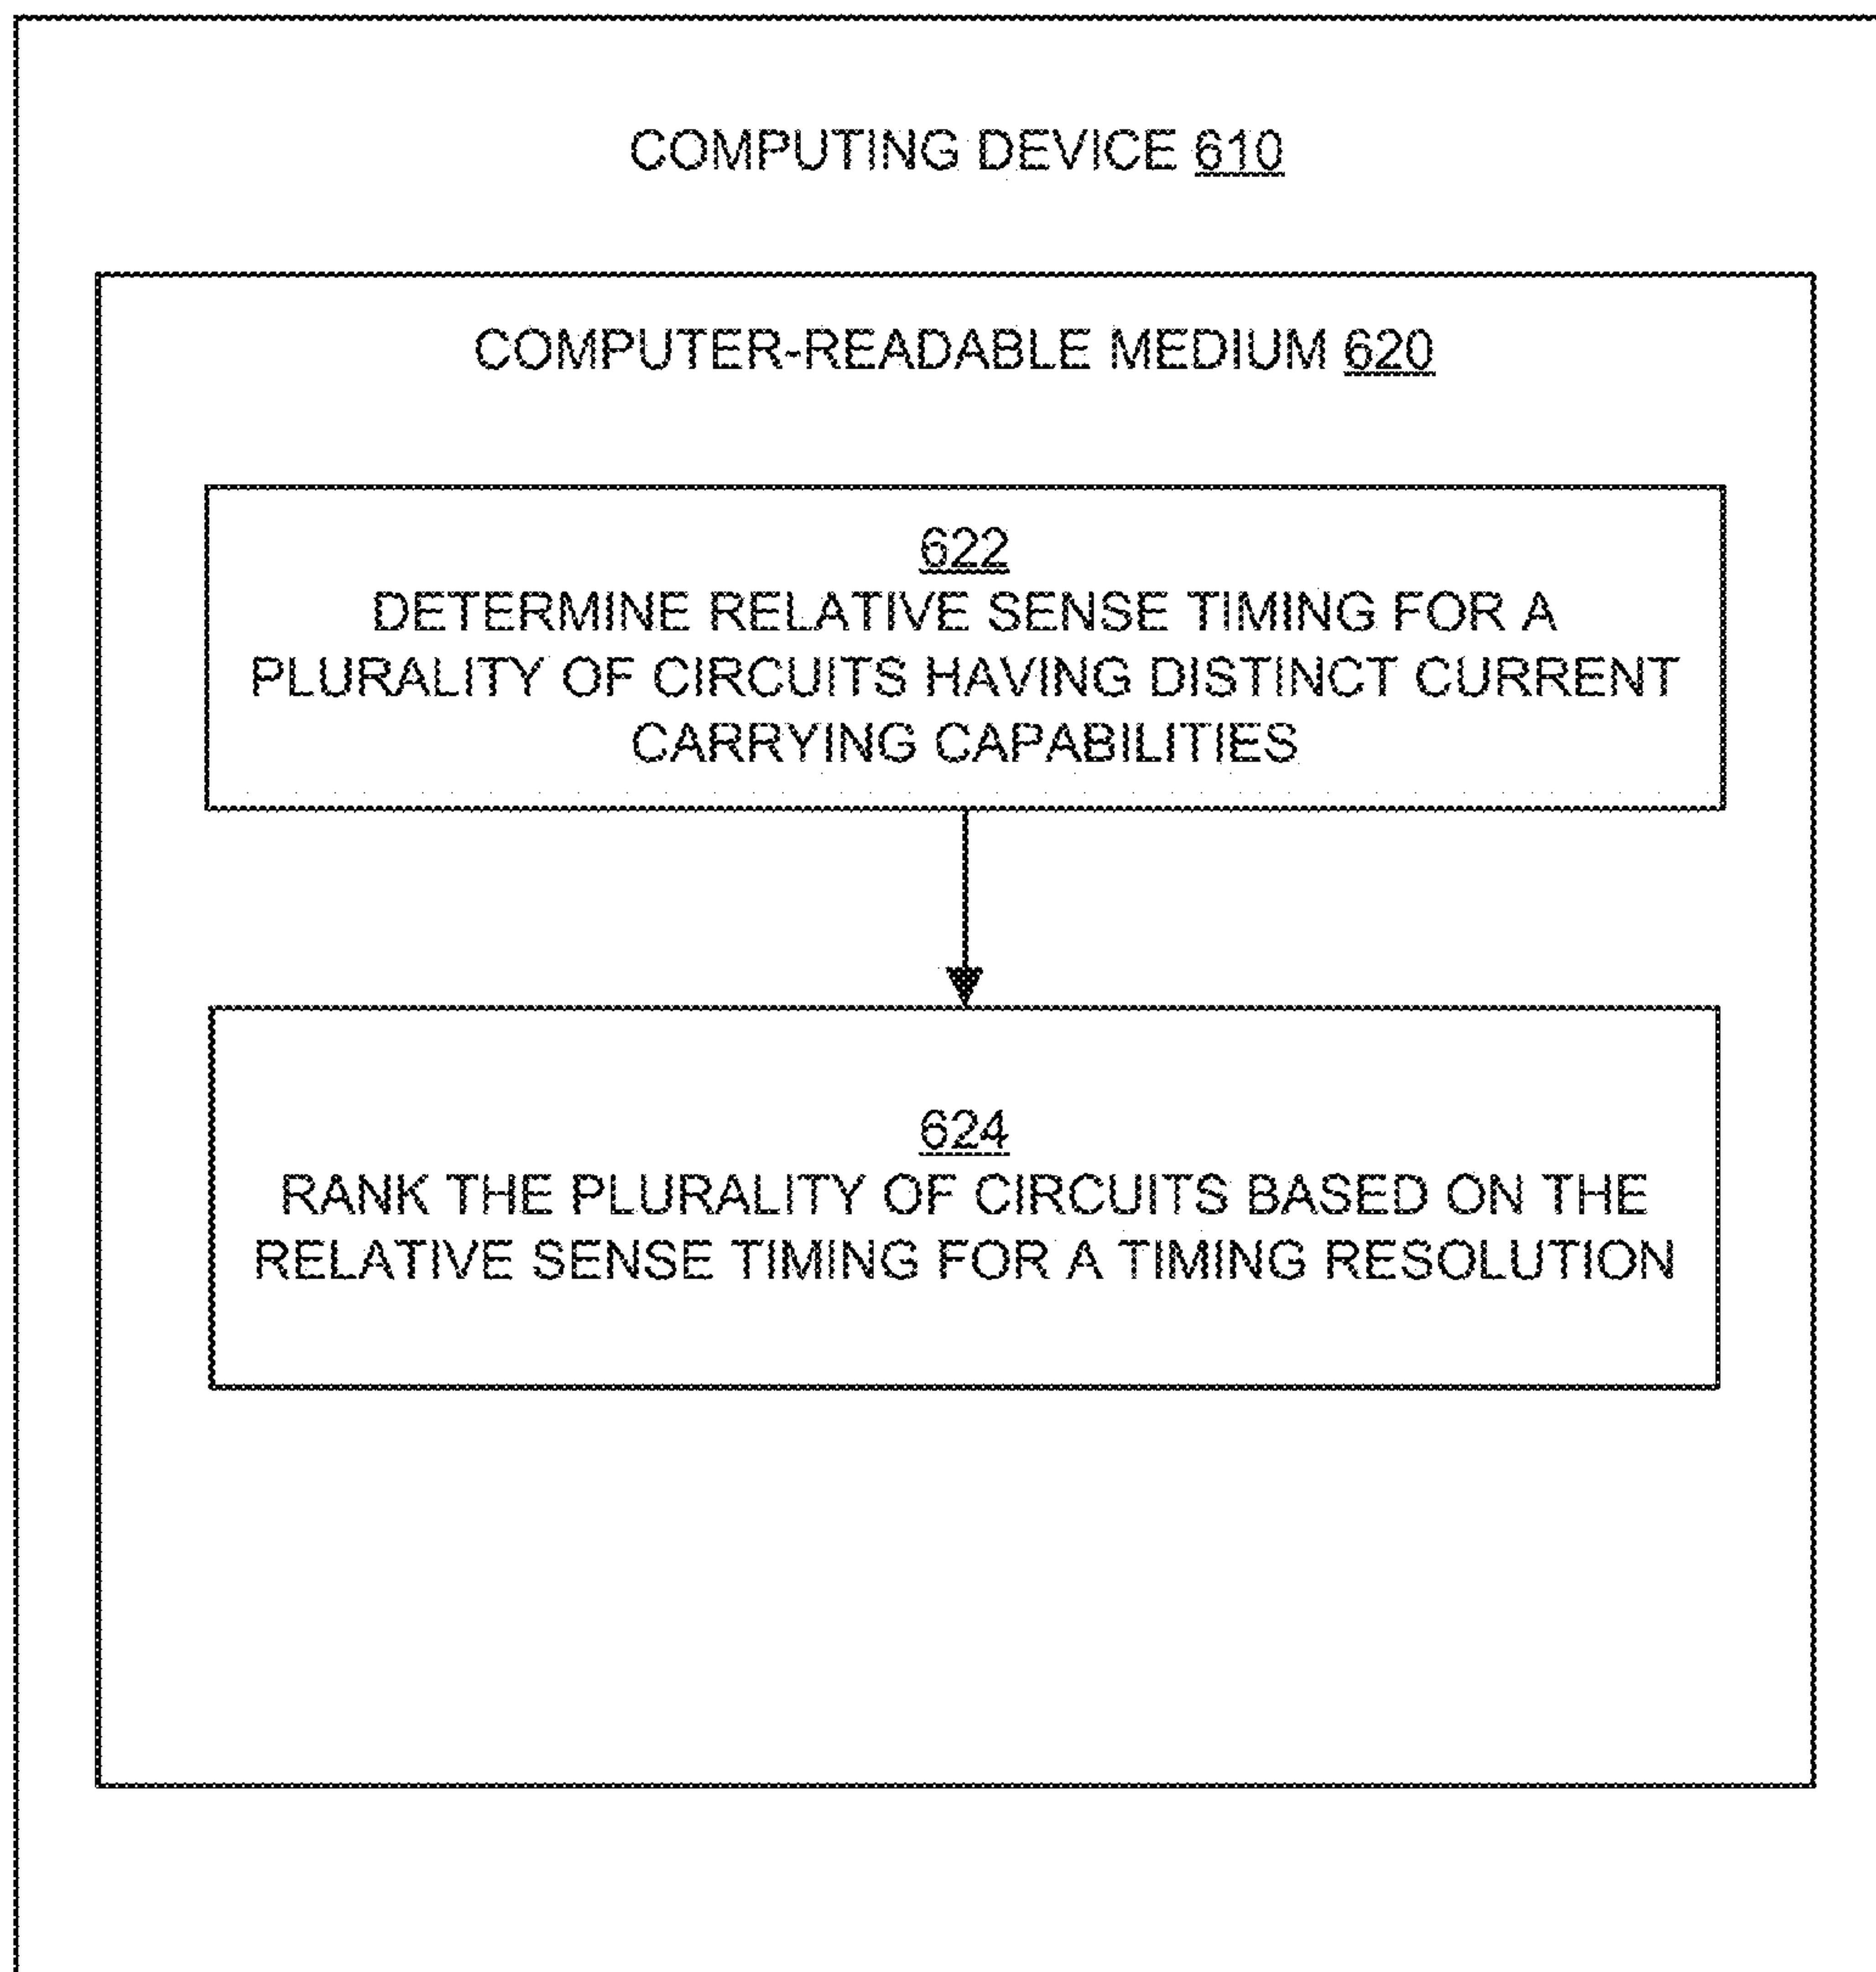 COMPUTING DEVICE 610
COMPUTER-READABLE MEDIUM 620
622
DETERMINE RELATIVE SENSE TIMING FOR A
PLURALITY OF CIRCUITS HAVING DISTINCT CURRENT
CARRYING CAPABILITIES
624
RANK THE PLURALITY OF CIRCUITS BASED ON THE
RELATIVE SENSE TIMING FOR A TIMING RESOLUTION